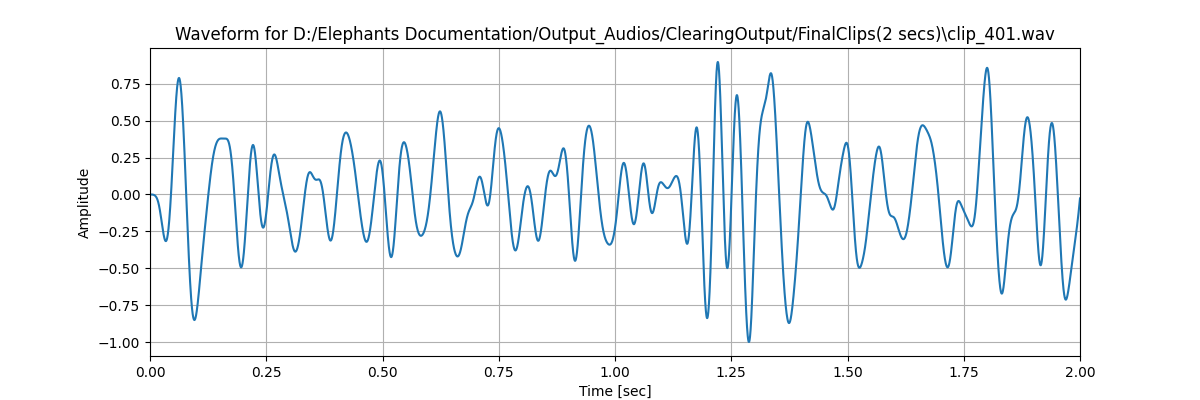 Waveform for D:/Elephants Documentation/Output_Audios/ClearingOutput/FinalClips(2 secs)\clip_401.wav
Amplitude
0.75
0.50
0.25
0.00
−0.25
−0.50
−0.75
−1.00
0.00 0.25 0.50 0.75 1.00 1.25 1.50 1.75 2.00
Time [sec]